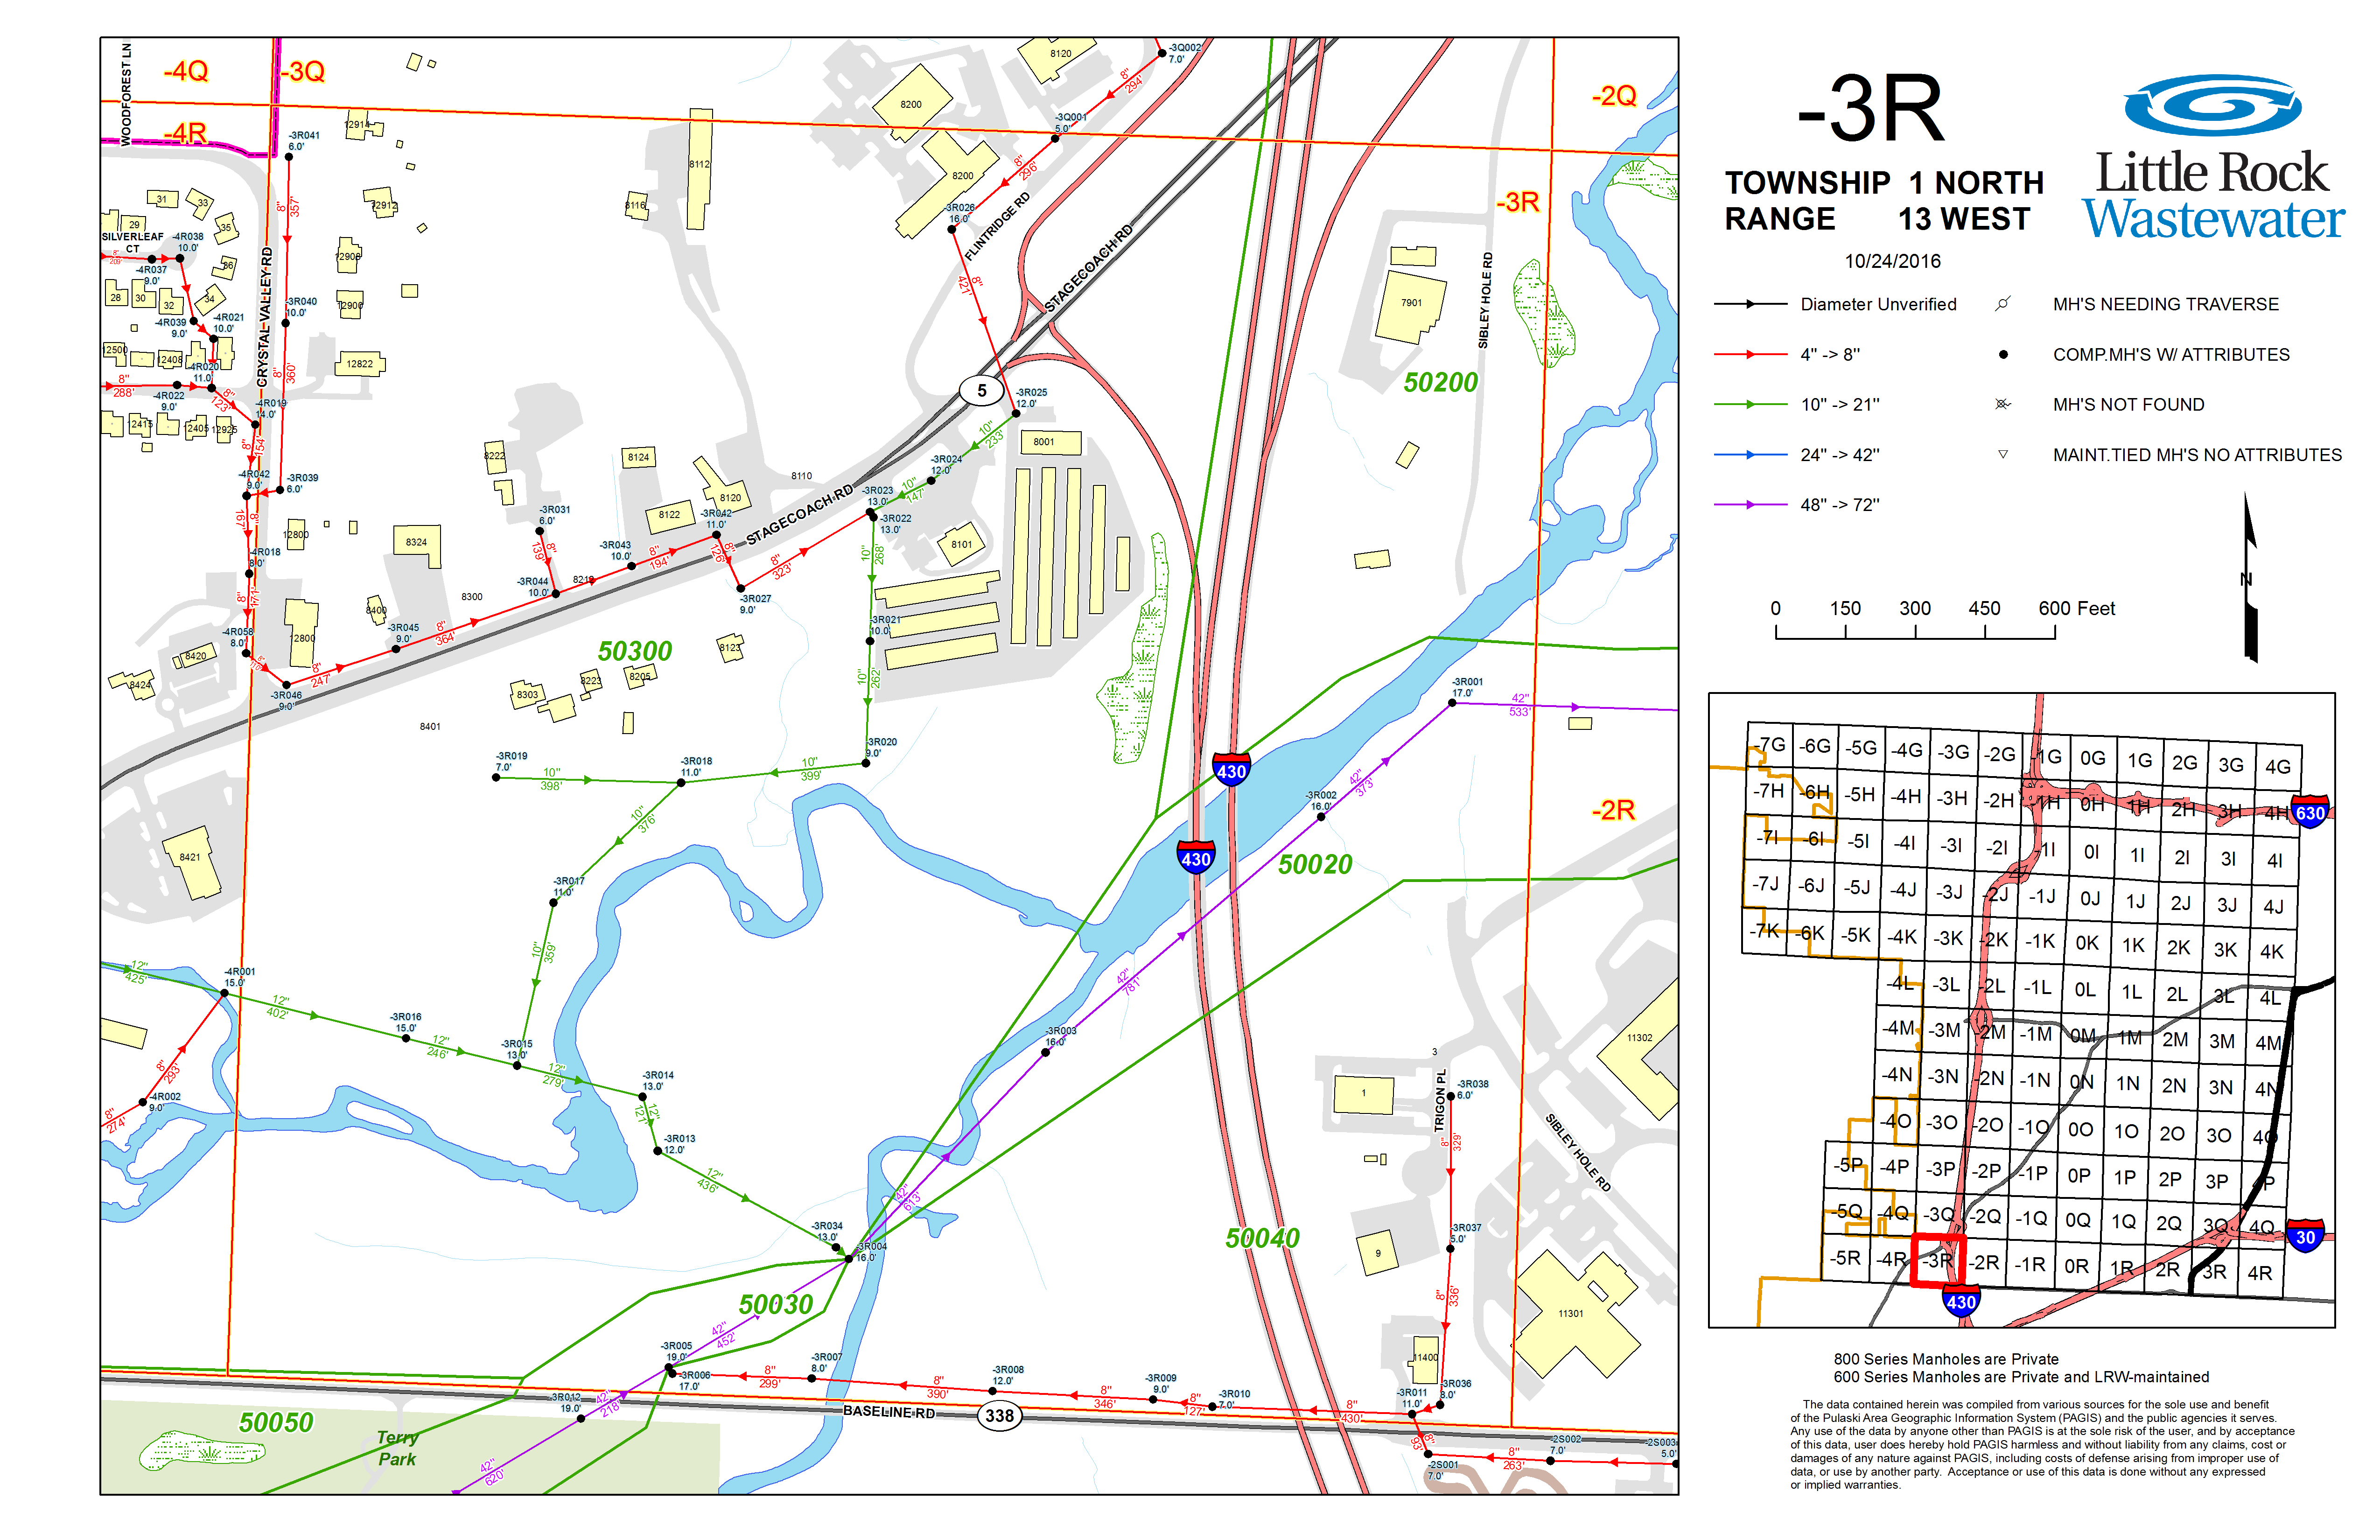 -3R
TOWNSHIP 1 NORTH
RANGE 13 WEST
10/24/2016
Little Rock
Wastewater
Diameter Unverified
4" -> 8"
10" -> 21"
24" -> 42"
48" -> 72"
MH'S NEEDING TRAVERSE
COMP.MH'S W/ ATTRIBUTES
MH'S NOT FOUND
MAINT.TIED MH'S NO ATTRIBUTES
N
0 150 300 450 600 Feet
-4Q
-3Q
-2Q
-4R
-3R
-2R
WOODFOREST LN
CRYSTAL VALLEY RD
SILVERLEAF
CT
FLINTRIDGE RD
STAGECOACH RD
STAGECOACH RD
SIBLEY HOLE RD
SIBLEY HOLE RD
TRIGON PL
BASELINE RD
Terry
Park
5
430
430
338
50200
50300
50020
50040
50030
50050
-3Q002
7.0'
8"
294'
-3Q001
5.0'
8"
296'
-3R026
16.0'
8"
421'
-3R025
12.0'
10"
233'
-3R024
12.0'
10"
147'
-3R023
13.0'
-3R022
13.0'
10"
268'
-3R021
10.0'
10"
262'
-3R020
9.0'
10"
399'
-3R019
7.0'
10"
398'
-3R018
11.0'
10"
376'
-3R017
11.0'
10"
359'
-3R041
6.0'
8"
357'
-3R040
10.0'
8"
360'
-3R039
6.0'
-4R038
10.0'
-4R037
9.0'
-4R039
9.0'
-4R021
10.0'
-4R020
11.0'
-4R022
9.0'
8"
288'
8"
123'
-4R019
14.0'
8"
154'
-4R042
9.0'
8"
167'
-4R018
8.0'
8"
171'
-4R058
8.0'
-3R046
9.0'
8"
247'
-3R045
9.0'
8"
364'
-3R044
10.0'
-3R031
6.0'
8"
139'
-3R043
10.0'
8"
194'
-3R042
11.0'
8"
126'
-3R027
9.0'
8"
323'
12"
425'
-4R001
15.0'
12"
402'
-3R016
15.0'
12"
246'
-3R015
13.0'
12"
279'
-3R014
13.0'
12"
121'
-3R013
12.0'
12"
436'
-3R034
13.0'
-3R004
16.0'
-4R002
9.0'
8"
293'
8"
274'
42"
613'
-3R003
16.0'
42"
781'
-3R002
16.0'
42"
373'
-3R001
17.0'
42"
533'
-3R005
19.0'
42"
452'
-3R006
17.0'
-3R012
19.0'
42"
218'
42"
620'
-3R007
8.0'
8"
299'
-3R008
12.0'
8"
390'
-3R009
9.0'
8"
346'
-3R010
7.0'
8"
127'
-3R011
11.0'
8"
430'
-3R036
8.0'
-3R037
5.0'
8"
336'
-3R038
6.0'
8"
329'
8"
93'
-2S001
7.0'
8"
263'
-2S002
7.0'
-2S003
5.0'
8120
8200
8200
8112
8116
12914
12912
12908
12900
12822
31
33
29
35
36
28
30
32
34
12500
12408
12415
12405
12925
7901
8001
8101
8110
8222
8124
8120
8122
8324
12800
12800
8400
8300
8219
8420
8424
8401
8303
8223
8205
8123
8421
11302
3
1
9
11301
11400
-7G -6G -5G -4G -3G -2G -1G 0G 1G 2G 3G 4G
-7H -6H -5H -4H -3H -2H -1H 0H 1H 2H 3H 4H
630
-7I -6I -5I -4I -3I -2I -1I 0I 1I 2I 3I 4I
-7J -6J -5J -4J -3J -2J -1J 0J 1J 2J 3J 4J
-7K -6K -5K -4K -3K -2K -1K 0K 1K 2K 3K 4K
-4L -3L -2L -1L 0L 1L 2L 3L 4L
-4M -3M -2M -1M 0M 1M 2M 3M 4M
-4N -3N -2N -1N 0N 1N 2N 3N 4N
-4O -3O -2O -1O 0O 1O 2O 3O 4O
-5P -4P -3P -2P -1P 0P 1P 2P 3P 4P
-5Q -4Q -3Q -2Q -1Q 0Q 1Q 2Q 3Q 4Q
30
-5R -4R -3R -2R -1R 0R 1R 2R 3R 4R
430
800 Series Manholes are Private
600 Series Manholes are Private and LRW-maintained
The data contained herein was compiled from various sources for the sole use and benefit
of the Pulaski Area Geographic Information System (PAGIS) and the public agencies it serves.
Any use of the data by anyone other than PAGIS is at the sole risk of the user, and by acceptance
of this data, user does hereby hold PAGIS harmless and without liability from any claims, cost or
damages of any nature against PAGIS, including costs of defense arising from improper use of
data, or use by another party. Acceptance or use of this data is done without any expressed
or implied warranties.